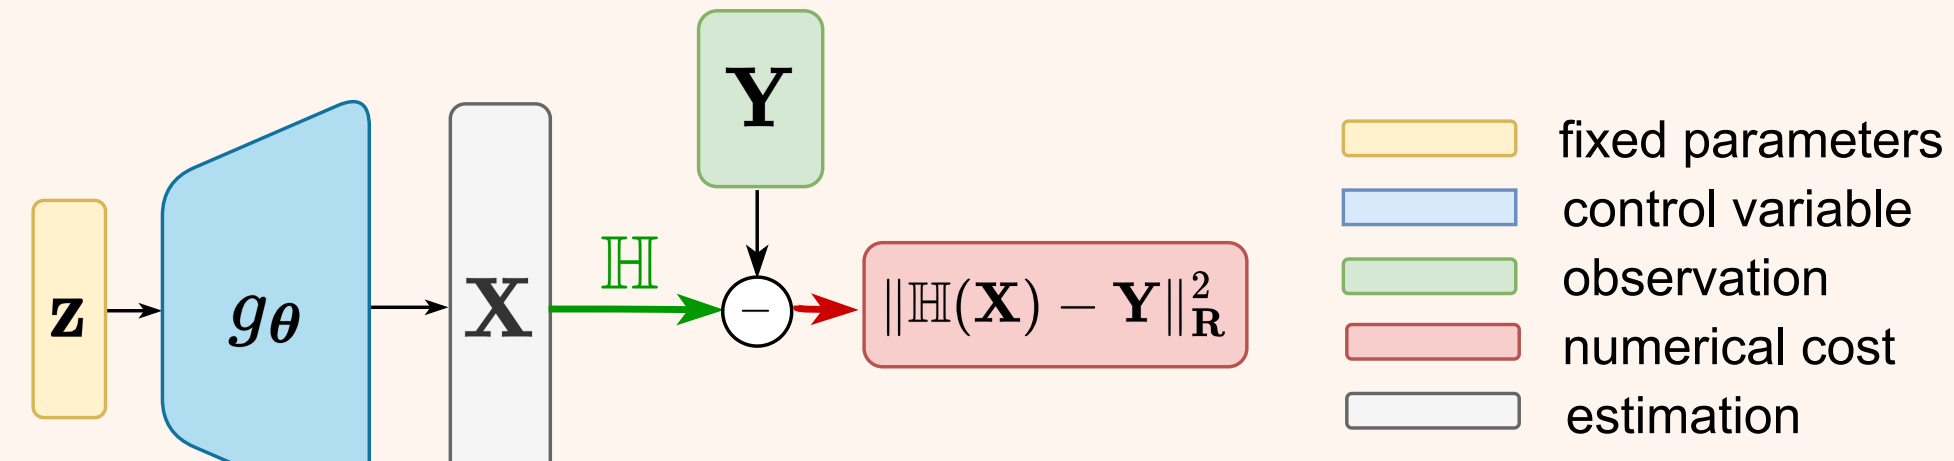 Y
z
g_θ
X
ℍ
−
‖ℍ(X) − Y‖²_R
fixed parameters
control variable
observation
numerical cost
estimation